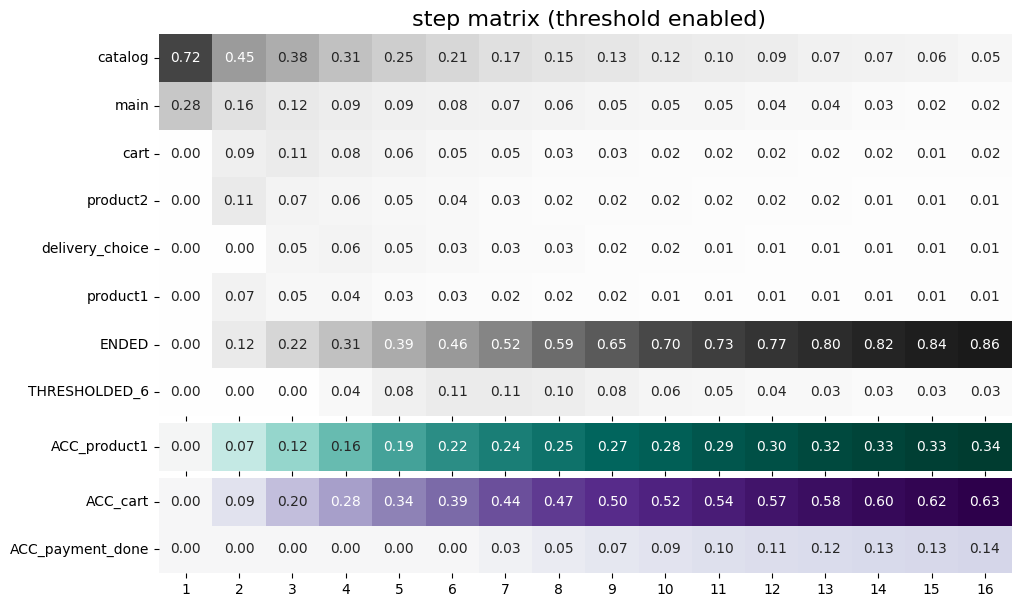 step matrix (threshold enabled)
catalog 0.72 0.45 0.38 0.31 0.25 0.21 0.17 0.15 0.13 0.12 0.10 0.09 0.07 0.07 0.06 0.05
main 0.28 0.16 0.12 0.09 0.09 0.08 0.07 0.06 0.05 0.05 0.05 0.04 0.04 0.03 0.02 0.02
cart 0.00 0.09 0.11 0.08 0.06 0.05 0.05 0.03 0.03 0.02 0.02 0.02 0.02 0.02 0.01 0.02
product2 0.00 0.11 0.07 0.06 0.05 0.04 0.03 0.02 0.02 0.02 0.02 0.02 0.02 0.01 0.01 0.01
delivery_choice 0.00 0.00 0.05 0.06 0.05 0.03 0.03 0.03 0.02 0.02 0.01 0.01 0.01 0.01 0.01 0.01
product1 0.00 0.07 0.05 0.04 0.03 0.03 0.02 0.02 0.02 0.01 0.01 0.01 0.01 0.01 0.01 0.01
ENDED 0.00 0.12 0.22 0.31 0.39 0.46 0.52 0.59 0.65 0.70 0.73 0.77 0.80 0.82 0.84 0.86
THRESHOLDED_6 0.00 0.00 0.00 0.04 0.08 0.11 0.11 0.10 0.08 0.06 0.05 0.04 0.03 0.03 0.03 0.03
ACC_product1 0.00 0.07 0.12 0.16 0.19 0.22 0.24 0.25 0.27 0.28 0.29 0.30 0.32 0.33 0.33 0.34
ACC_cart 0.00 0.09 0.20 0.28 0.34 0.39 0.44 0.47 0.50 0.52 0.54 0.57 0.58 0.60 0.62 0.63
ACC_payment_done 0.00 0.00 0.00 0.00 0.00 0.00 0.03 0.05 0.07 0.09 0.10 0.11 0.12 0.13 0.13 0.14
1 2 3 4 5 6 7 8 9 10 11 12 13 14 15 16